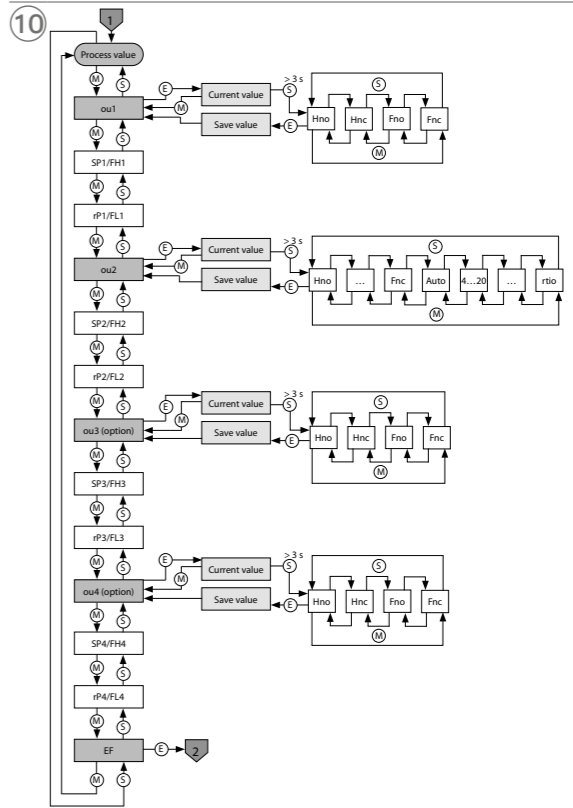 10
1
Process value
M
S
ou1
E
M
Current value
Save value
> 3 s
S
E
Hno
Hnc
Fno
Fnc
S
M
M
S
SP1/FH1
M
S
rP1/FL1
M
S
ou2
E
M
Current value
Save value
> 3 s
S
E
Hno
...
Fnc
Auto
4...20
...
rtio
S
M
M
S
SP2/FH2
M
S
rP2/FL2
M
S
ou3 (option)
E
M
Current value
Save value
> 3 s
S
E
Hno
Hnc
Fno
Fnc
S
M
M
S
SP3/FH3
M
S
rP3/FL3
M
S
ou4 (option)
E
M
Current value
Save value
> 3 s
S
E
Hno
Hnc
Fno
Fnc
S
M
M
S
SP4/FH4
M
S
rP4/FL4
M
S
EF
E
2
M
S